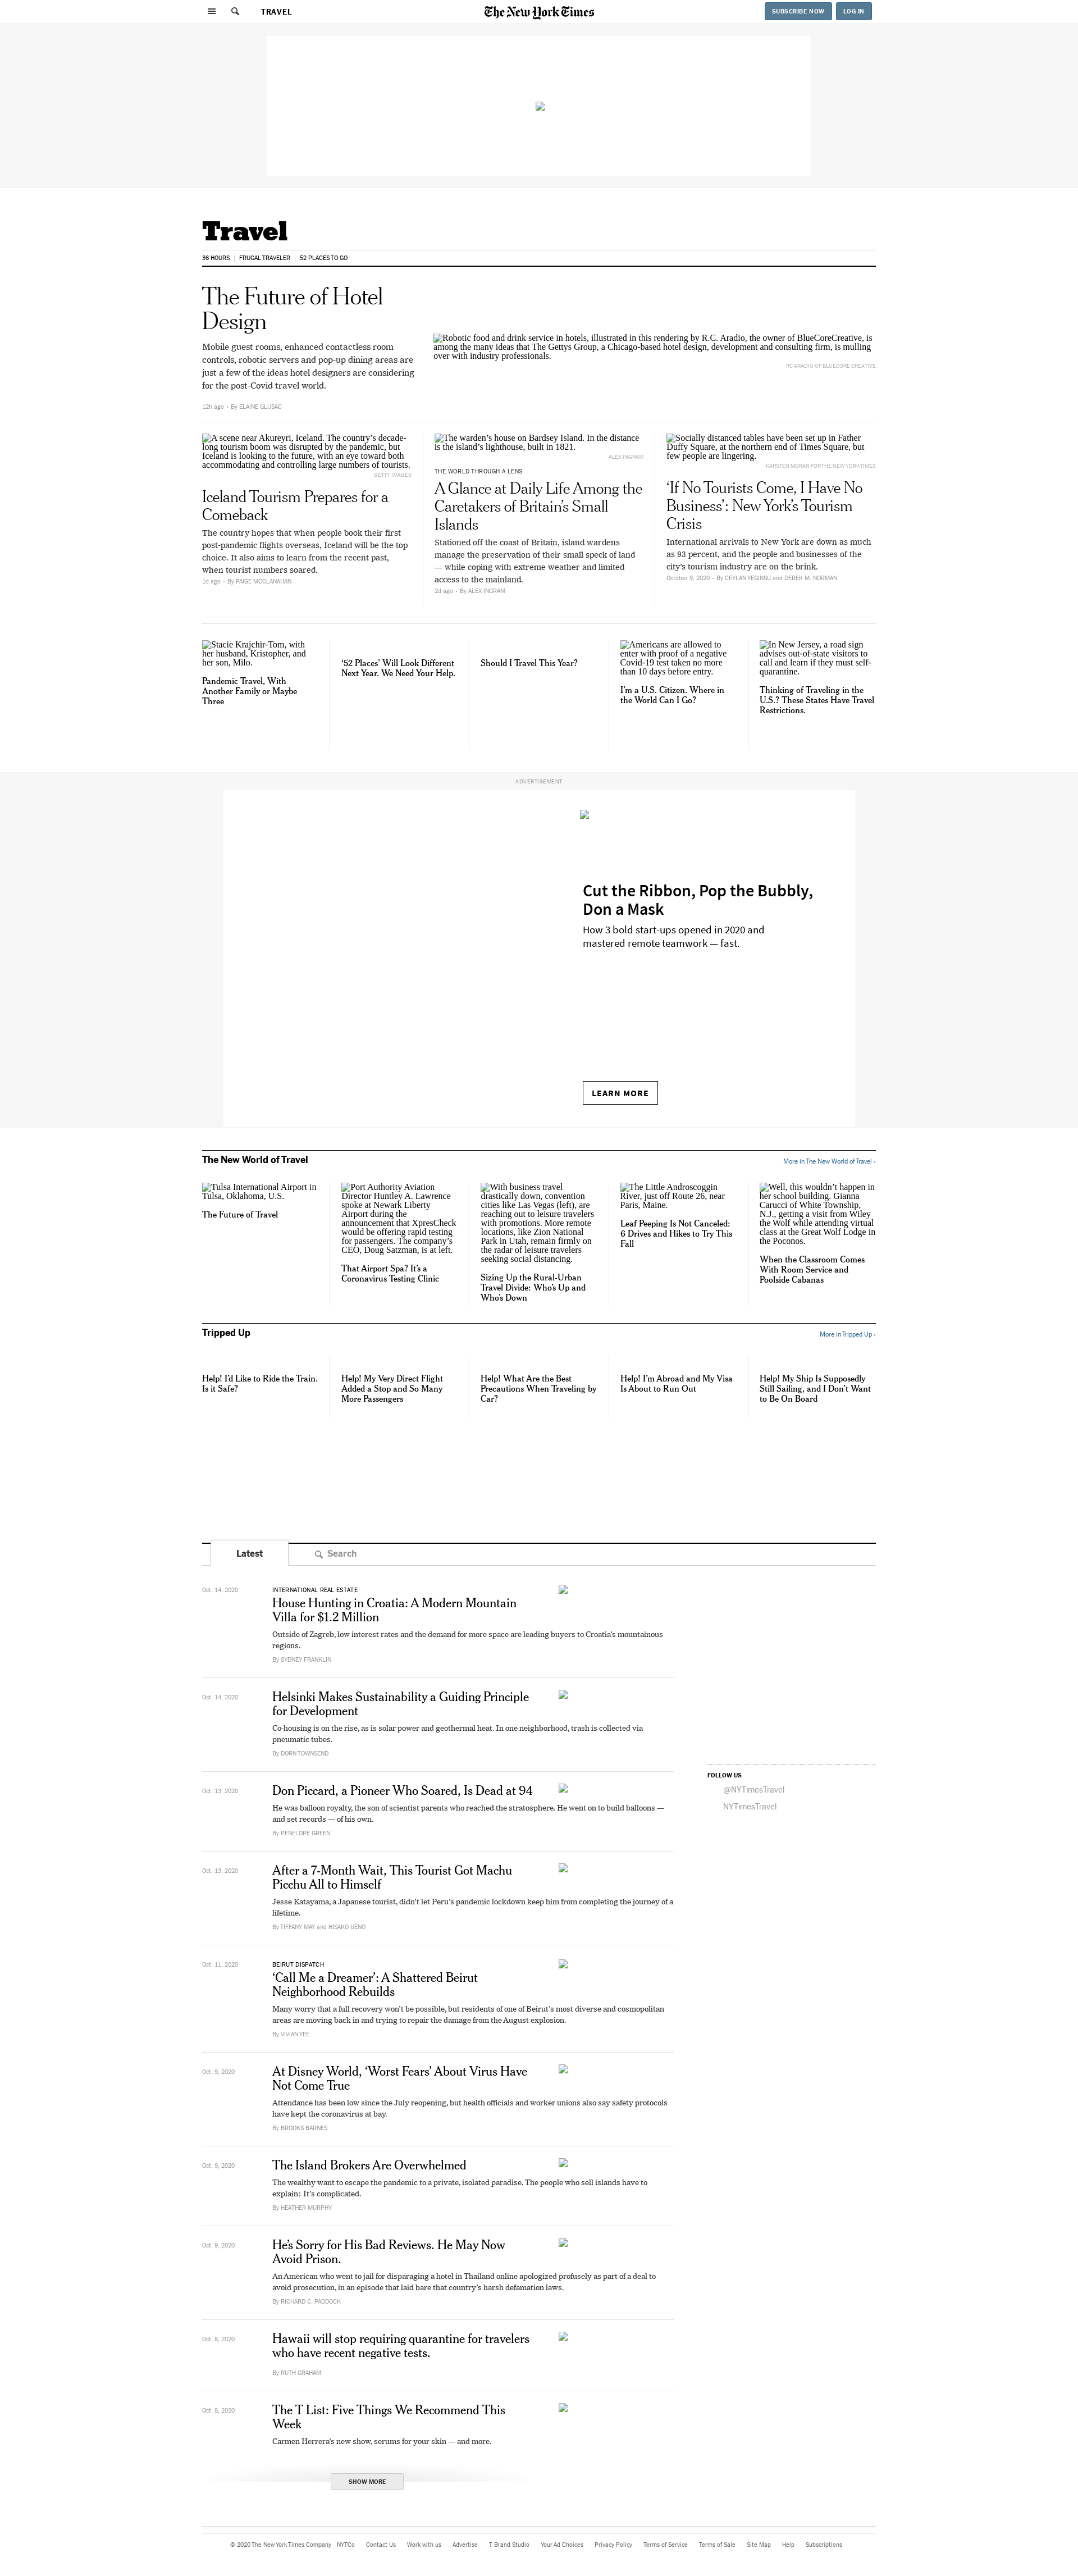 TRAVEL
The New York Times
SUBSCRIBE NOW
LOG IN
Travel
36 HOURS
FRUGAL TRAVELER
52 PLACES TO GO
The Future of Hotel
Design
Mobile guest rooms, enhanced contactless room
controls, robotic servers and pop-up dining areas are
just a few of the ideas hotel designers are considering
for the post-Covid travel world.
12h ago • By ELAINE GLUSAC
Robotic food and drink service in hotels, illustrated in this rendering by R.C. Aradio, the owner of BlueCoreCreative, is
among the many ideas that The Gettys Group, a Chicago-based hotel design, development and consulting firm, is mulling
over with industry professionals.
RC ARADIO OF BLUECORE CREATIVE
A scene near Akureyri, Iceland. The country's decade-
long tourism boom was disrupted by the pandemic, but
Iceland is looking to the future, with an eye toward both
accommodating and controlling large numbers of tourists.
GETTY IMAGES
Iceland Tourism Prepares for a
Comeback
The country hopes that when people book their first
post-pandemic flights overseas, Iceland will be the top
choice. It also aims to learn from the recent past,
when tourist numbers soared.
1d ago • By PAIGE MCCLANAHAN
The warden's house on Bardsey Island. In the distance
is the island's lighthouse, built in 1821.
ALEX INGRAM
THE WORLD THROUGH A LENS
A Glance at Daily Life Among the
Caretakers of Britain's Small
Islands
Stationed off the coast of Britain, island wardens
manage the preservation of their small speck of land
— while coping with extreme weather and limited
access to the mainland.
2d ago • By ALEX INGRAM
Socially distanced tables have been set up in Father
Duffy Square, at the northern end of Times Square, but
few people are lingering.
KARSTEN MORAN FOR THE NEW YORK TIMES
‘If No Tourists Come, I Have No
Business’: New York’s Tourism
Crisis
International arrivals to New York are down as much
as 93 percent, and the people and businesses of the
city’s tourism industry are on the brink.
October 9, 2020 • By CEYLAN YEGINSU and DEREK M. NORMAN
Stacie Krajchir-Tom, with
her husband, Kristopher, and
her son, Milo.
Pandemic Travel, With
Another Family or Maybe
Three
‘52 Places’ Will Look Different
Next Year. We Need Your Help.
Should I Travel This Year?
Americans are allowed to
enter with proof of a negative
Covid-19 test taken no more
than 10 days before entry.
I’m a U.S. Citizen. Where in
the World Can I Go?
In New Jersey, a road sign
advises out-of-state visitors to
call and learn if they must self-
quarantine.
Thinking of Traveling in the
U.S.? These States Have Travel
Restrictions.
ADVERTISEMENT
Cut the Ribbon, Pop the Bubbly,
Don a Mask
How 3 bold start-ups opened in 2020 and
mastered remote teamwork — fast.
LEARN MORE
The New World of Travel
More in The New World of Travel ›
Tulsa International Airport in
Tulsa, Oklahoma, U.S.
The Future of Travel
Port Authority Aviation
Director Huntley A. Lawrence
spoke at Newark Liberty
Airport during the
announcement that XpresCheck
would be offering rapid testing
for passengers. The company’s
CEO, Doug Satzman, is at left.
That Airport Spa? It’s a
Coronavirus Testing Clinic
With business travel
drastically down, convention
cities like Las Vegas (left), are
reaching out to leisure travelers
with promotions. More remote
locations, like Zion National
Park in Utah, remain firmly on
the radar of leisure travelers
seeking social distancing.
Sizing Up the Rural-Urban
Travel Divide: Who’s Up and
Who’s Down
The Little Androscoggin
River, just off Route 26, near
Paris, Maine.
Leaf Peeping Is Not Canceled:
6 Drives and Hikes to Try This
Fall
Well, this wouldn’t happen in
her school building. Gianna
Carucci of White Township,
N.J., getting a visit from Wiley
the Wolf while attending virtual
class at the Great Wolf Lodge in
the Poconos.
When the Classroom Comes
With Room Service and
Poolside Cabanas
Tripped Up
More in Tripped Up ›
Help! I’d Like to Ride the Train.
Is it Safe?
Help! My Very Direct Flight
Added a Stop and So Many
More Passengers
Help! What Are the Best
Precautions When Traveling by
Car?
Help! I’m Abroad and My Visa
Is About to Run Out
Help! My Ship Is Supposedly
Still Sailing, and I Don’t Want
to Be On Board
Latest
Search
Oct. 14, 2020
INTERNATIONAL REAL ESTATE
House Hunting in Croatia: A Modern Mountain
Villa for $1.2 Million
Outside of Zagreb, low interest rates and the demand for more space are leading buyers to Croatia’s mountainous
regions.
By SYDNEY FRANKLIN
Oct. 14, 2020
Helsinki Makes Sustainability a Guiding Principle
for Development
Co-housing is on the rise, as is solar power and geothermal heat. In one neighborhood, trash is collected via
pneumatic tubes.
By DORN TOWNSEND
Oct. 13, 2020
Don Piccard, a Pioneer Who Soared, Is Dead at 94
He was balloon royalty, the son of scientist parents who reached the stratosphere. He went on to build balloons —
and set records — of his own.
By PENELOPE GREEN
Oct. 13, 2020
After a 7-Month Wait, This Tourist Got Machu
Picchu All to Himself
Jesse Katayama, a Japanese tourist, didn’t let Peru’s pandemic lockdown keep him from completing the journey of a
lifetime.
By TIFFANY MAY and HISAKO UENO
Oct. 11, 2020
BEIRUT DISPATCH
‘Call Me a Dreamer’: A Shattered Beirut
Neighborhood Rebuilds
Many worry that a full recovery won’t be possible, but residents of one of Beirut’s most diverse and cosmopolitan
areas are moving back in and trying to repair the damage from the August explosion.
By VIVIAN YEE
Oct. 9, 2020
At Disney World, ‘Worst Fears’ About Virus Have
Not Come True
Attendance has been low since the July reopening, but health officials and worker unions also say safety protocols
have kept the coronavirus at bay.
By BROOKS BARNES
Oct. 9, 2020
The Island Brokers Are Overwhelmed
The wealthy want to escape the pandemic to a private, isolated paradise. The people who sell islands have to
explain: It’s complicated.
By HEATHER MURPHY
Oct. 9, 2020
He’s Sorry for His Bad Reviews. He May Now
Avoid Prison.
An American who went to jail for disparaging a hotel in Thailand online apologized profusely as part of a deal to
avoid prosecution, in an episode that laid bare that country’s harsh defamation laws.
By RICHARD C. PADDOCK
Oct. 8, 2020
Hawaii will stop requiring quarantine for travelers
who have recent negative tests.
By RUTH GRAHAM
Oct. 8, 2020
The T List: Five Things We Recommend This
Week
Carmen Herrera’s new show, serums for your skin — and more.
SHOW MORE
FOLLOW US
@NYTimesTravel
NYTimesTravel
© 2020 The New York Times Company
NYTCo
Contact Us
Work with us
Advertise
T Brand Studio
Your Ad Choices
Privacy Policy
Terms of Service
Terms of Sale
Site Map
Help
Subscriptions